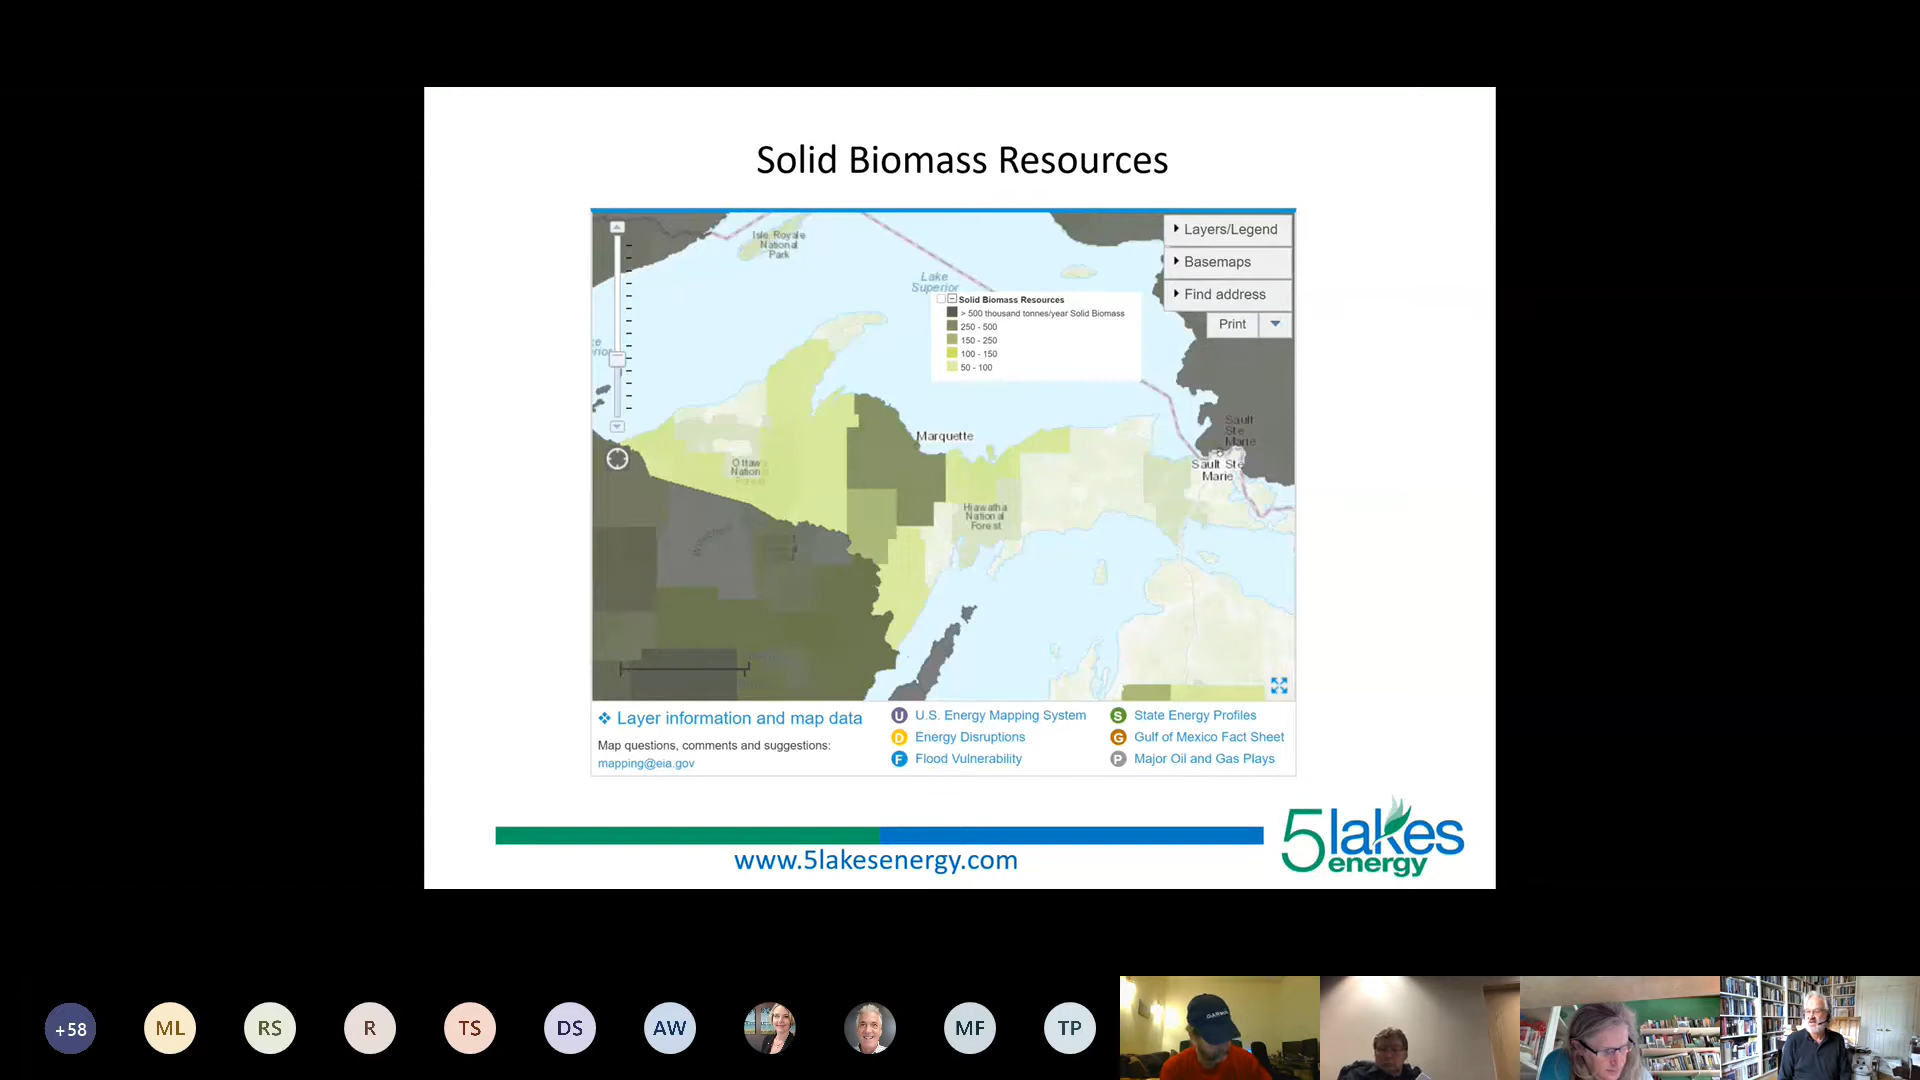 Solid Biomass Resources
Isle Royale
National
Park
Lake
Superior
Layers/Legend
Basemaps
Find address
Print
Solid Biomass Resources
> 500 thousand tonnes/year Solid Biomass
250 - 500
150 - 250
100 - 150
50 - 100
Marquette
Sault
Ste
Marie
Sault Ste
Marie
Hiawatha
National
Forest
Layer information and map data
Map questions, comments and suggestions:
mapping@eia.gov
U U.S. Energy Mapping System
D Energy Disruptions
F Flood Vulnerability
S State Energy Profiles
G Gulf of Mexico Fact Sheet
P Major Oil and Gas Plays
www.5lakesenergy.com
5lakes
energy
+58
ML
RS
R
TS
DS
AW
MF
TP